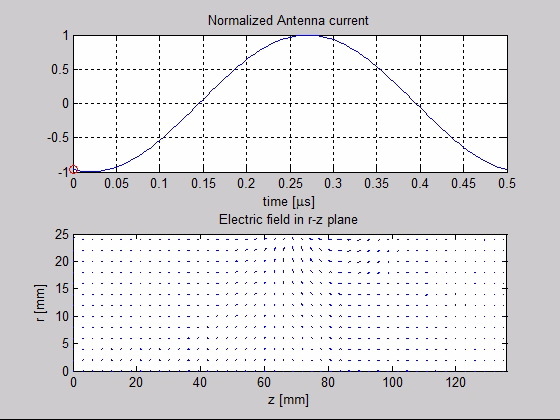 Normalized Antenna current
1
0.5
0
-0.5
-1
0 0.05 0.1 0.15 0.2 0.25 0.3 0.35 0.4 0.45 0.5
time [μs]
Electric field in r-z plane
25
20
15
10
5
0
r [mm]
0 20 40 60 80 100 120
z [mm]